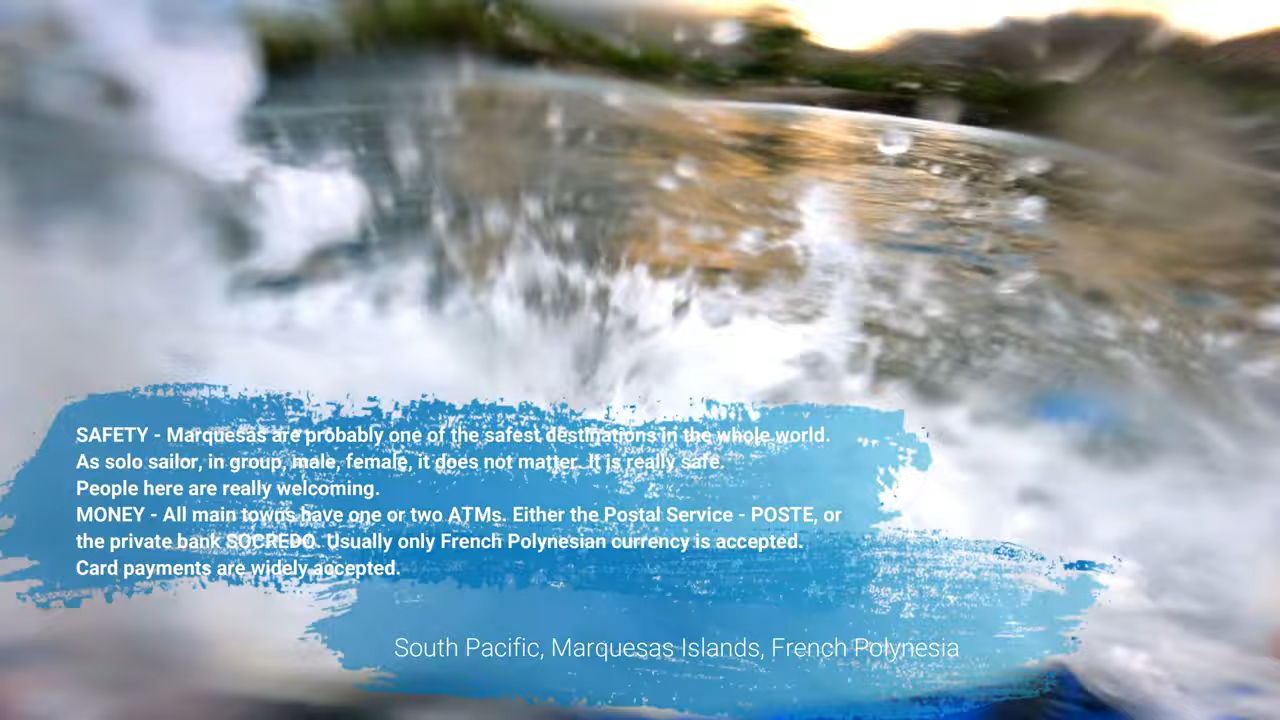 SAFETY - Marquesas are probably one of the safest destinations in the whole world.
As solo sailor, in group, male, female, it does not matter. It is really safe.
People here are really welcoming.
MONEY - All main towns have one or two ATMs. Either the Postal Service - POSTE, or
the private bank SOCREDO. Usually only French Polynesian currency is accepted.
Card payments are widely accepted.
South Pacific, Marquesas Islands, French Polynesia